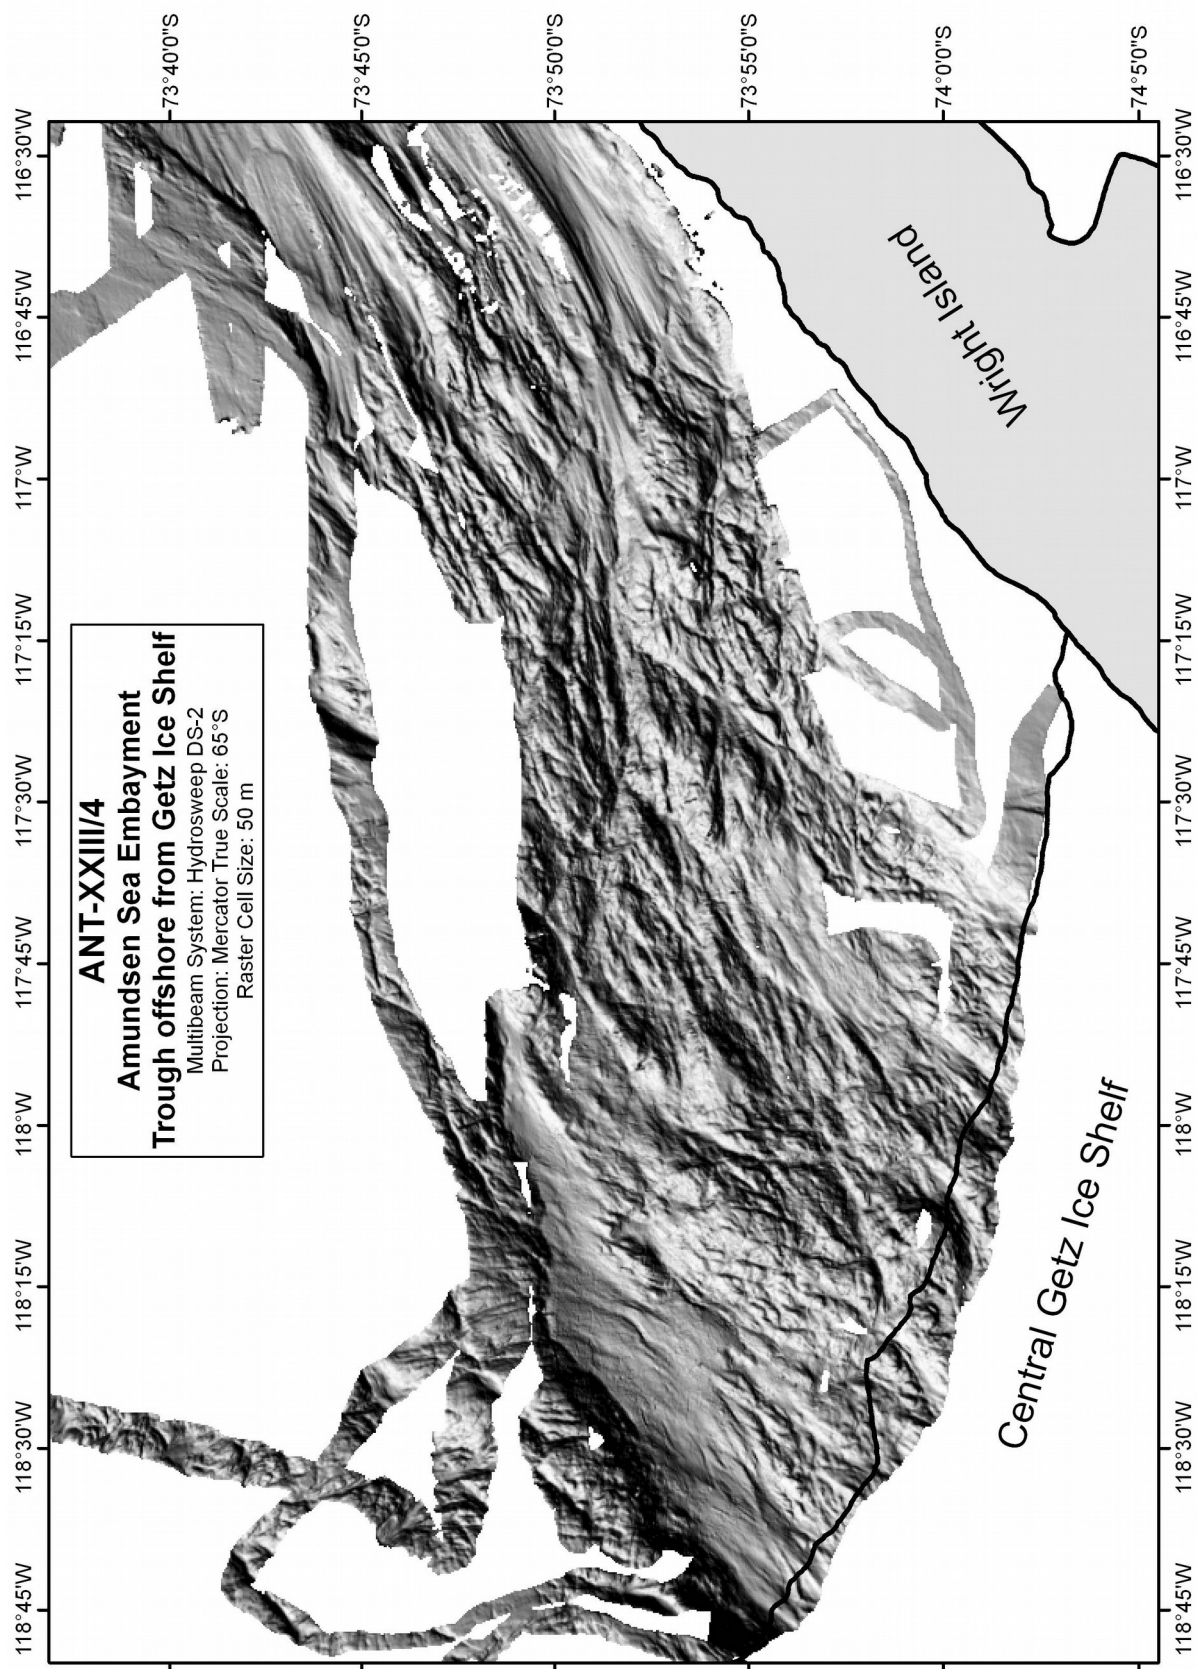 ANT-XXIII/4
Amundsen Sea Embayment
Trough offshore from Getz Ice Shelf
Multibeam System: Hydrosweep DS-2
Projection: Mercator True Scale: 65°S
Raster Cell Size: 50 m
118°45'W
118°30'W
118°15'W
118°W
117°45'W
117°30'W
117°15'W
117°W
116°45'W
116°30'W
73°40'0"S
73°45'0"S
73°50'0"S
73°55'0"S
74°0'0"S
74°5'0"S
Wright Island
Central Getz Ice Shelf